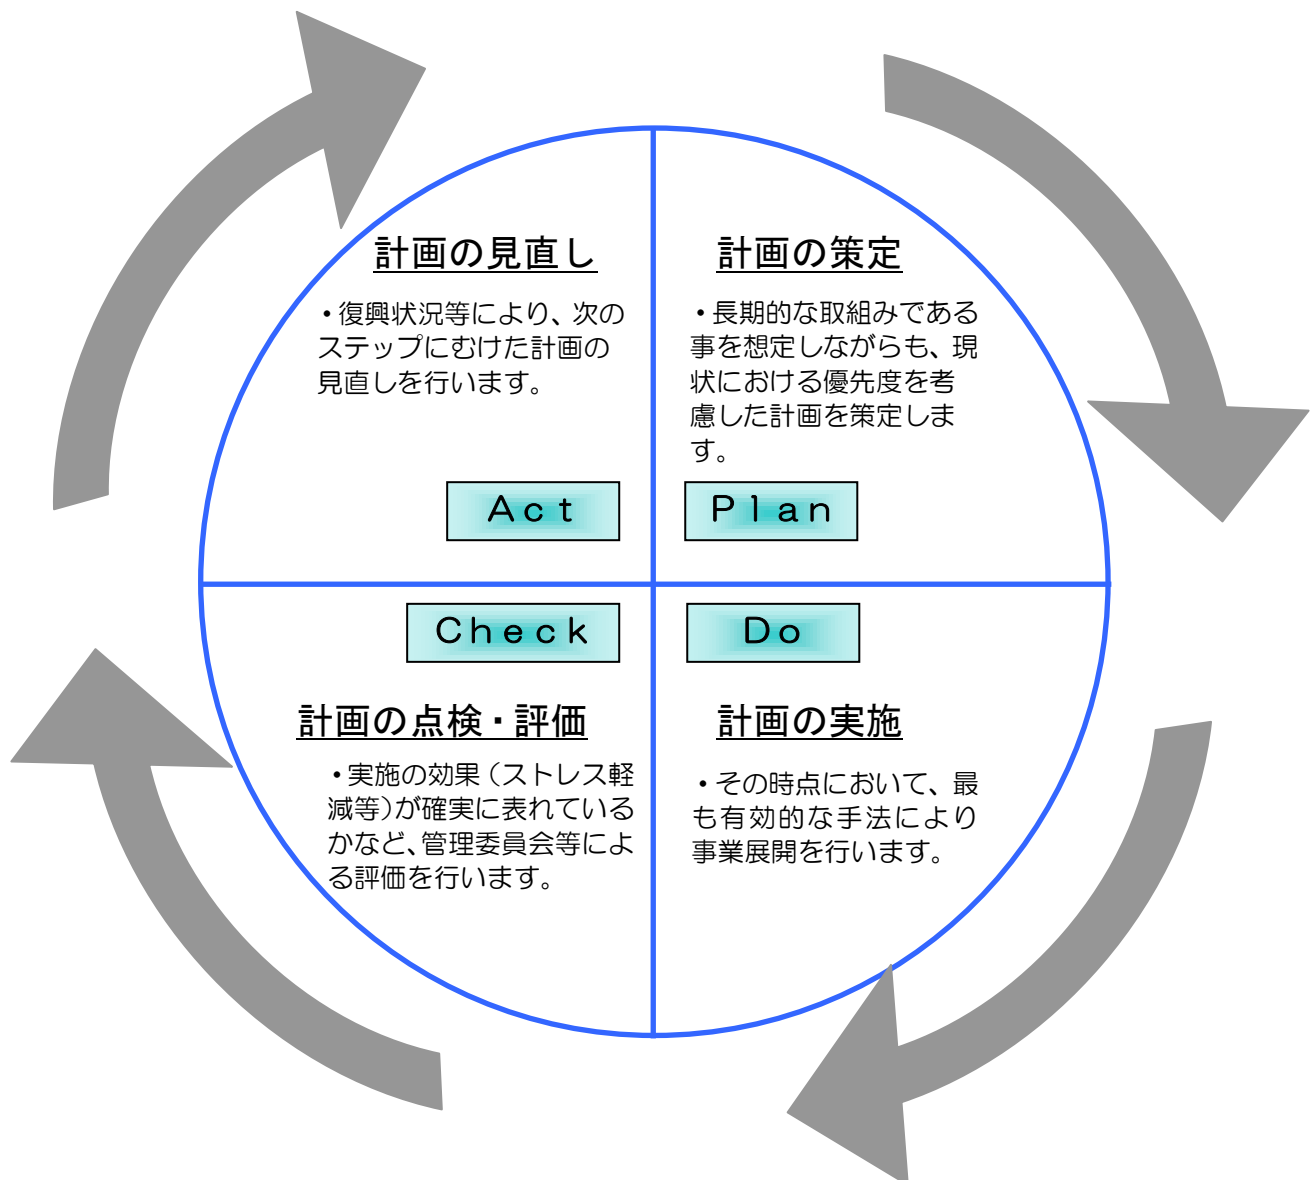 計画の見直し
・復興状況等により、次の
ステップにむけた計画の
見直しを行います。
Act
計画の策定
・長期的な取組みである
事を想定しながらも、現
状における優先度を考
慮した計画を策定しま
す。
Plan
Check
計画の点検・評価
・実施の効果（ストレス軽
減等）が確実に表れている
かなど、管理委員会等によ
る評価を行います。
Do
計画の実施
・その時点において、最
も有効的な手法により
事業展開を行います。